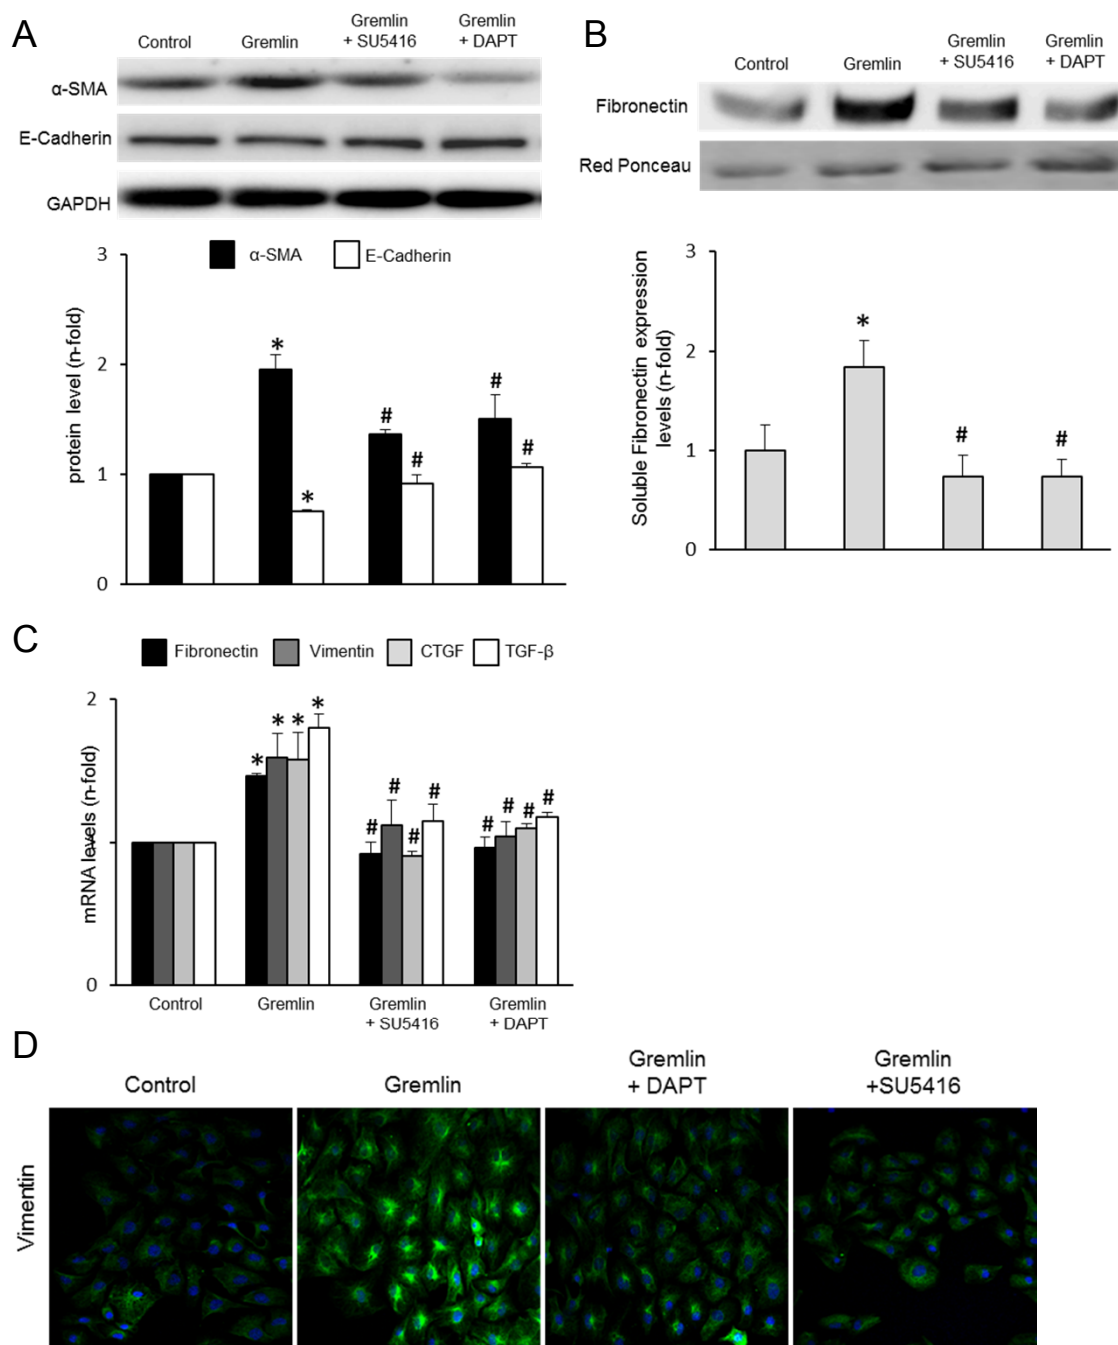 A
Control
Gremlin
Gremlin
+ SU5416
Gremlin
+ DAPT
α-SMA
E-Cadherin
GAPDH
α-SMA
E-Cadherin
protein level (n-fold)
3
2
1
0
*
*
#
#
#
#
B
Control
Gremlin
Gremlin
+ SU5416
Gremlin
+ DAPT
Fibronectin
Red Ponceau
Soluble Fibronectin expression
levels (n-fold)
3
2
1
0
*
#
#
C
Fibronectin
Vimentin
CTGF
TGF-β
mRNA levels (n-fold)
2
1
0
*
*
*
*
#
#
#
#
#
#
#
#
Control
Gremlin
Gremlin
+ SU5416
Gremlin
+ DAPT
D
Control
Gremlin
Gremlin
+ DAPT
Gremlin
+SU5416
Vimentin